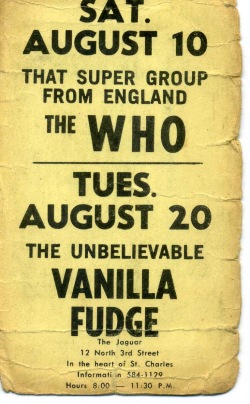 SAT.
AUGUST 10
THAT SUPER GROUP
FROM ENGLAND
THE WHO
TUES.
AUGUST 20
THE UNBELIEVABLE
VANILLA
FUDGE
The Jaguar
12 North 3rd Street
In the heart of St. Charles
Information 584-1129
Hours 8:00 — 11:30 P.M.